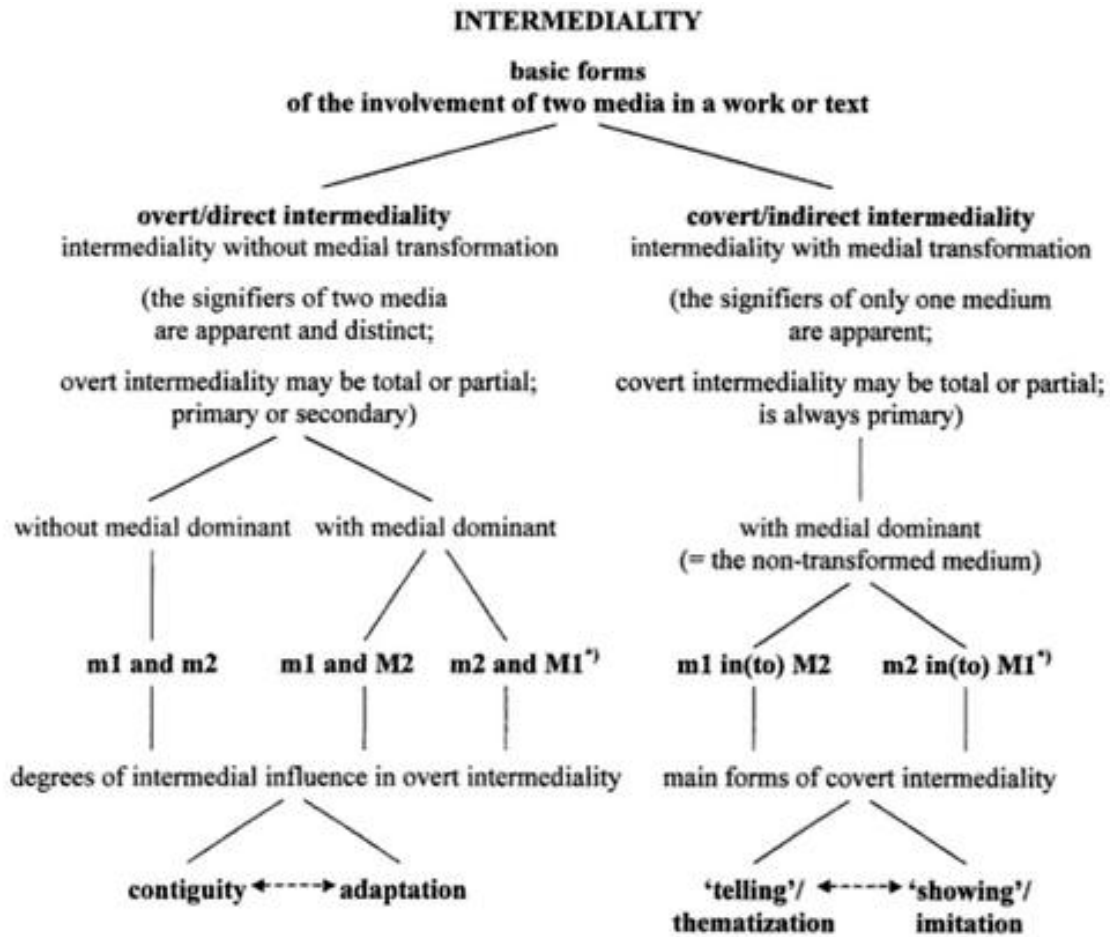 INTERMEDIALITY
basic forms
of the involvement of two media in a work or text
overt/direct intermediality
intermediality without medial transformation
(the signifiers of two media
are apparent and distinct;
overt intermediality may be total or partial;
primary or secondary)
covert/indirect intermediality
intermediality with medial transformation
(the signifiers of only one medium
are apparent;
covert intermediality may be total or partial;
is always primary)
without medial dominant
with medial dominant
with medial dominant
(= the non-transformed medium)
m1 and m2
m1 and M2
m2 and M1*)
m1 in(to) M2
m2 in(to) M1*)
degrees of intermedial influence in overt intermediality
main forms of covert intermediality
contiguity
adaptation
‘telling’/
thematization
‘showing’/
imitation